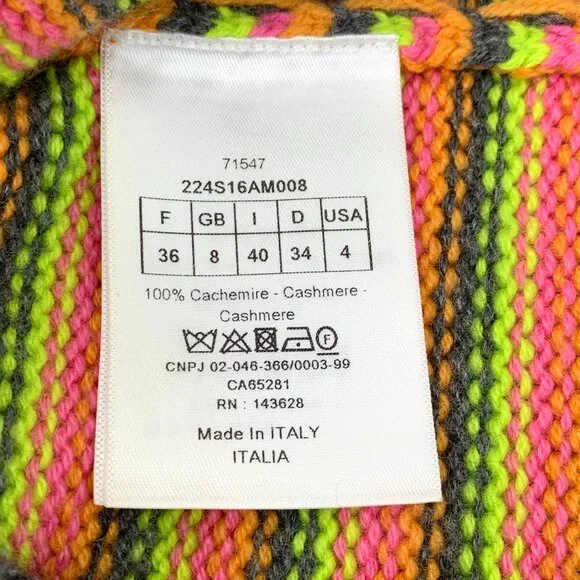 71547
224S16AM008
F GB I D USA
36 8 40 34 4
100% Cachemire - Cashmere -
Cashmere
F
CNPJ 02-046-366/0003-99
CA65281
RN : 143628
Made In ITALY
ITALIA